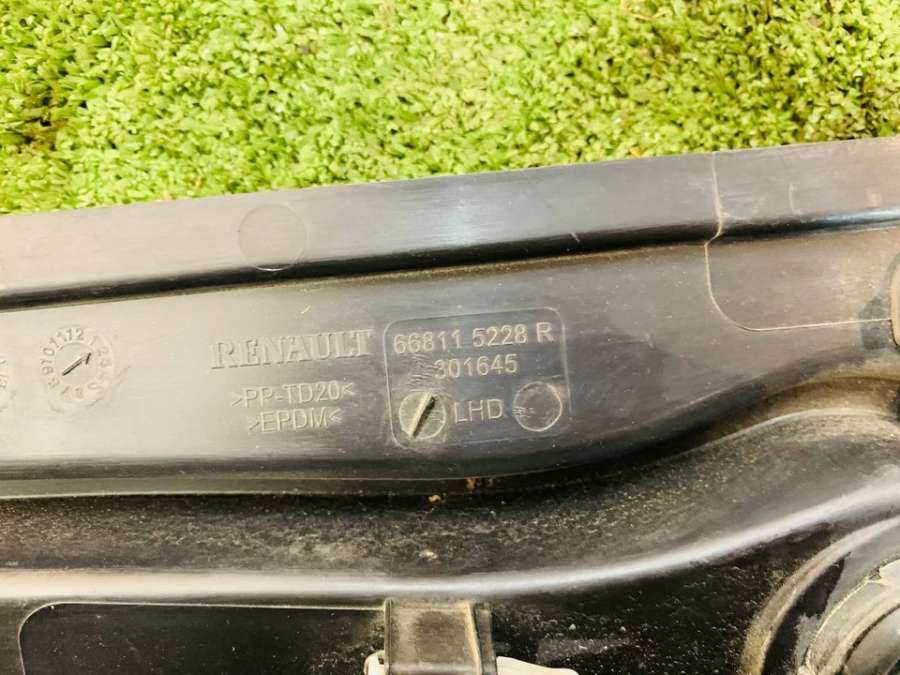 RENAULT
>PP-TD20<
>EPDM<
66811 5228 R
301645
LHD